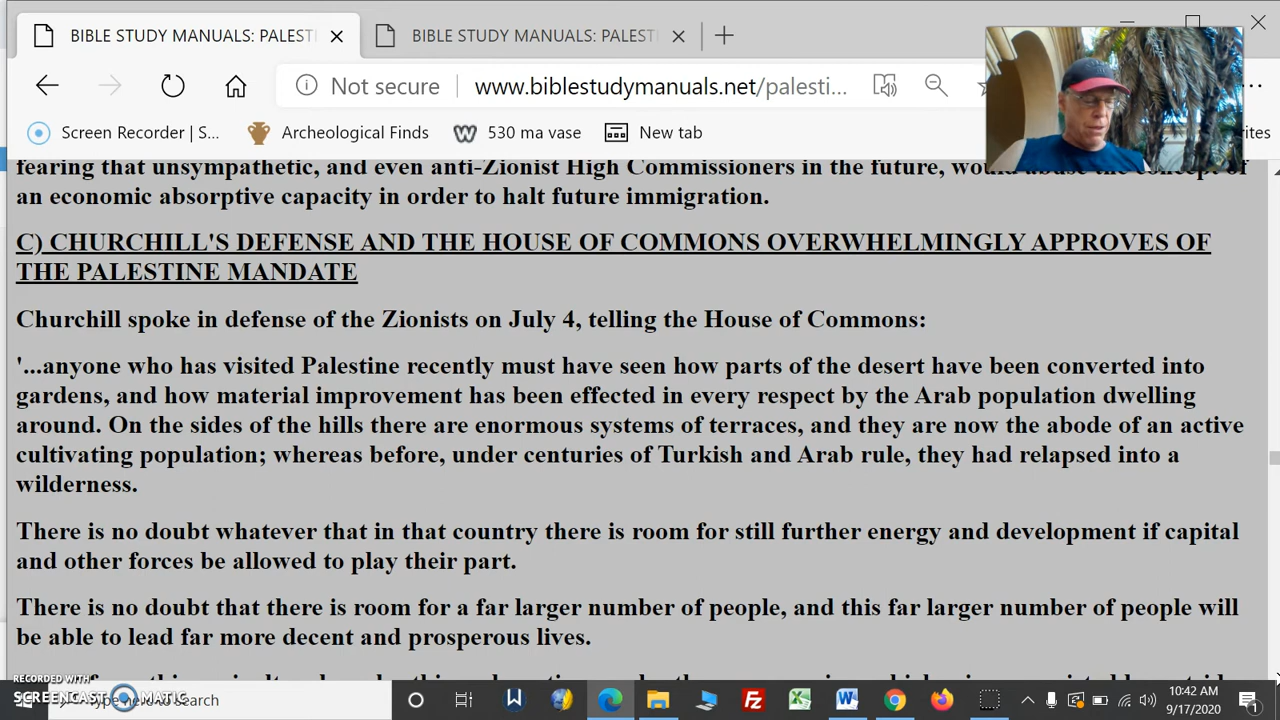 BIBLE STUDY MANUALS: PALESTI
BIBLE STUDY MANUALS: PALEST
Not secure
www.biblestudymanuals.net/palesti...
Screen Recorder | S...
Archeological Finds
530 ma vase
New tab
orites
fearing that unsympathetic, and even anti-Zionist High Commissioners in the future, would abuse the concept of
an economic absorptive capacity in order to halt future immigration.
C) CHURCHILL'S DEFENSE AND THE HOUSE OF COMMONS OVERWHELMINGLY APPROVES OF
THE PALESTINE MANDATE
Churchill spoke in defense of the Zionists on July 4, telling the House of Commons:
'...anyone who has visited Palestine recently must have seen how parts of the desert have been converted into
gardens, and how material improvement has been effected in every respect by the Arab population dwelling
around. On the sides of the hills there are enormous systems of terraces, and they are now the abode of an active
cultivating population; whereas before, under centuries of Turkish and Arab rule, they had relapsed into a
wilderness.
There is no doubt whatever that in that country there is room for still further energy and development if capital
and other forces be allowed to play their part.
There is no doubt that there is room for a far larger number of people, and this far larger number of people will
be able to lead far more decent and prosperous lives.
RECORDED WITH
SCREENCAST MATIC
Type here to search
10:42 AM
9/17/2020
1